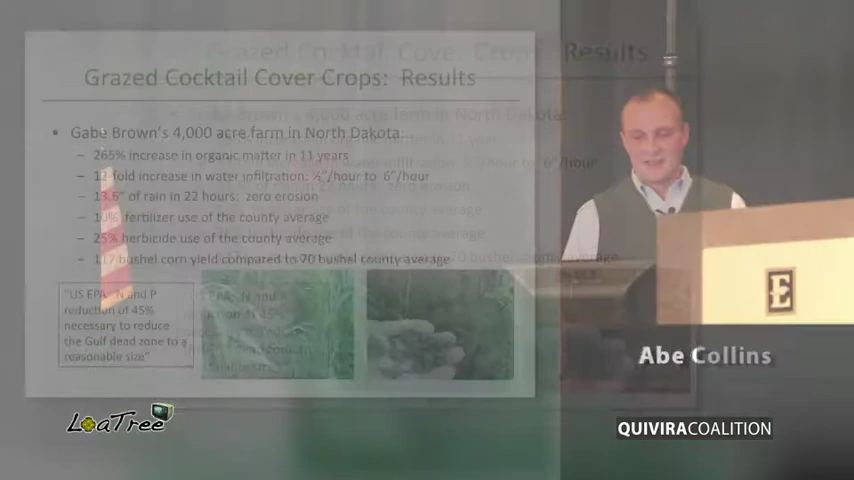 Grazed Cocktail Cover Crops: Results
• Gabe Brown's 4,000 acre farm in North Dakota:
– 265% increase in organic matter in 11 years
– 12-fold increase in water infiltration: ½"/hour to 6"/hour
– 13.6" of rain in 22 hours: zero erosion
– 10% fertilizer use of the county average
– 25% herbicide use of the county average
– 117 bushel corn yield compared to 70 bushel county average
"US EPA: N and P
reduction of 45%
necessary to reduce
the Gulf dead zone to a
reasonable size"
E
Abe Collins
LoaTree
QUIVIRACOALITION